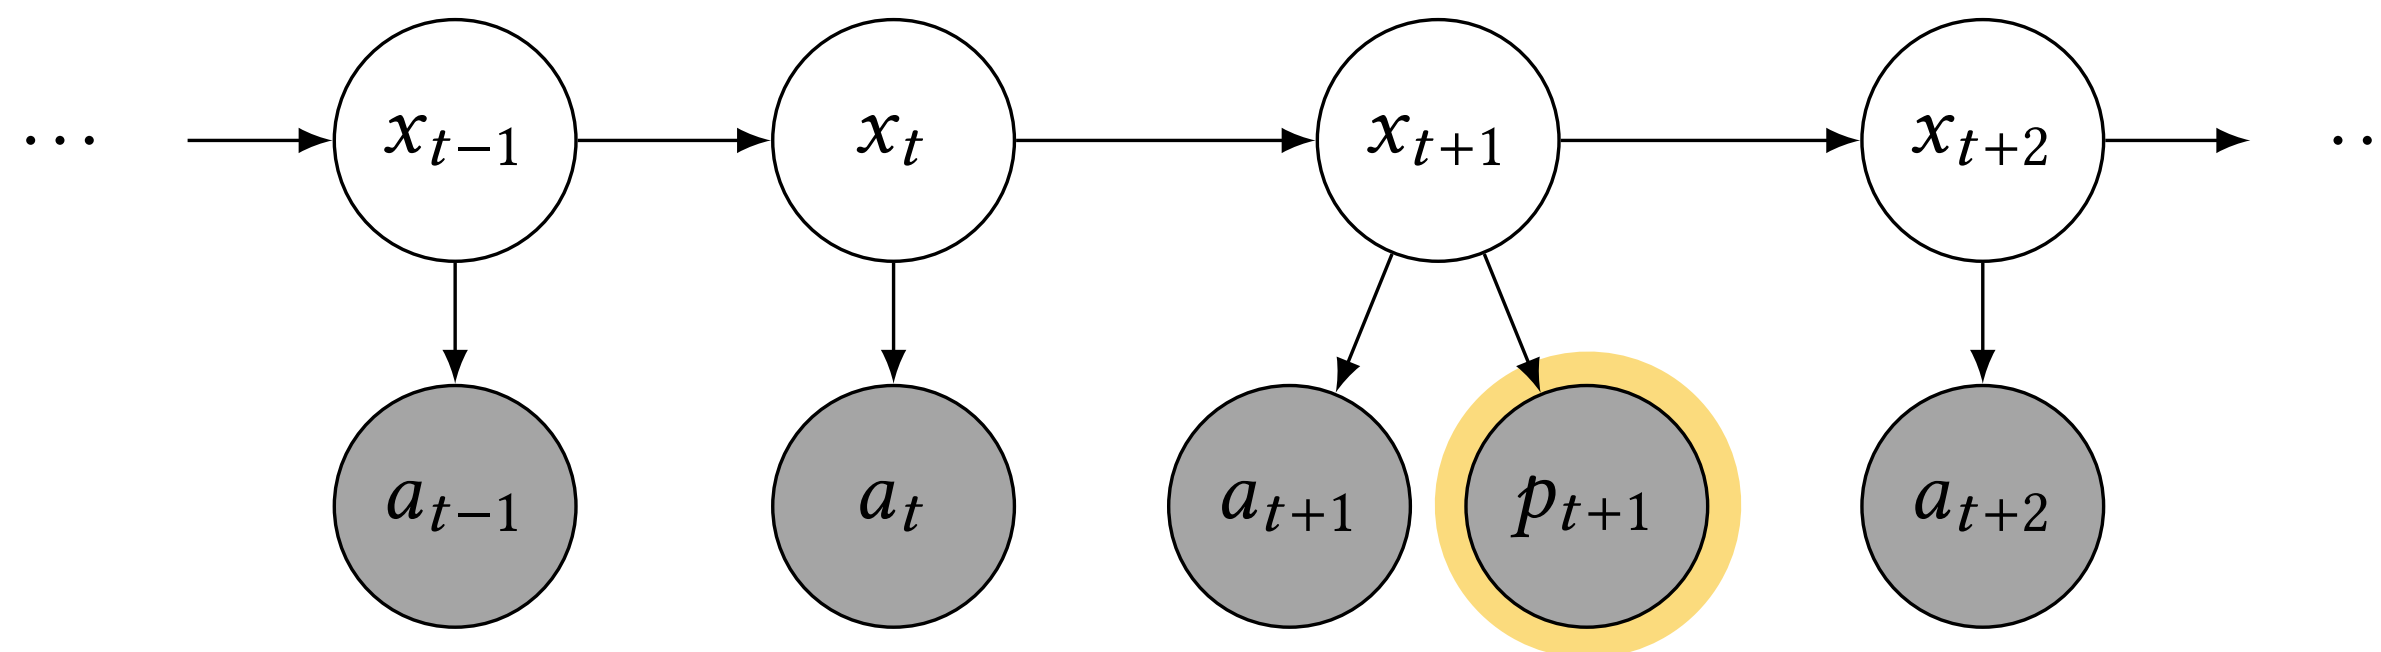 ··· x_{t−1} x_t x_{t+1} x_{t+2} ··
a_{t−1} a_t a_{t+1} p_{t+1} a_{t+2}